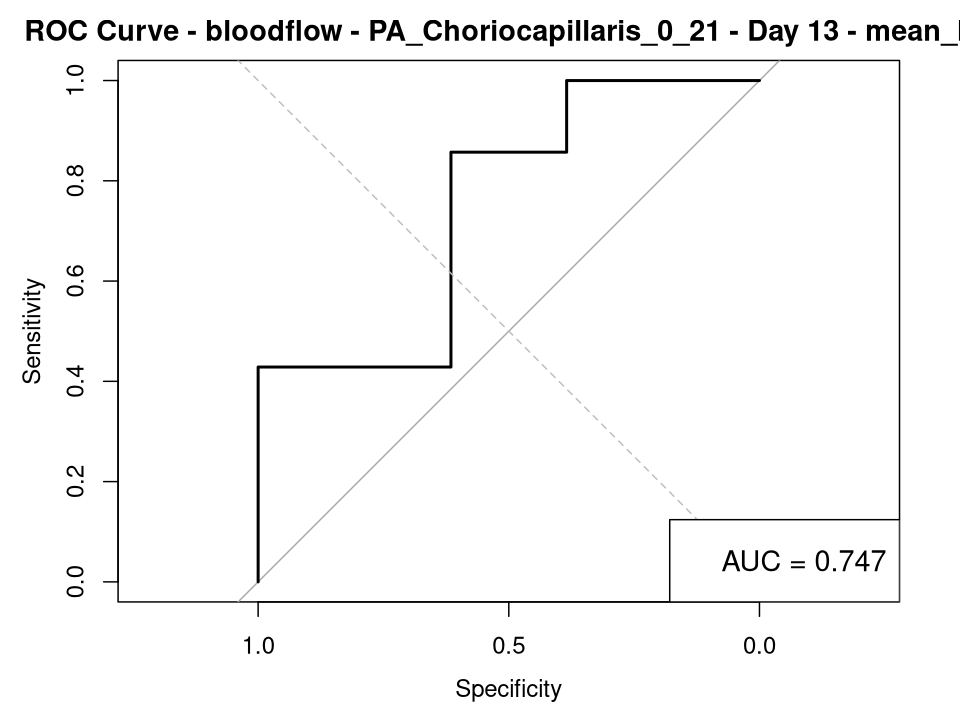 ROC Curve - bloodflow - PA_Choriocapillaris_0_21 - Day 13 - mean_
Sensitivity
1.0
0.8
0.6
0.4
0.2
0.0
AUC = 0.747
1.0 0.5 0.0
Specificity